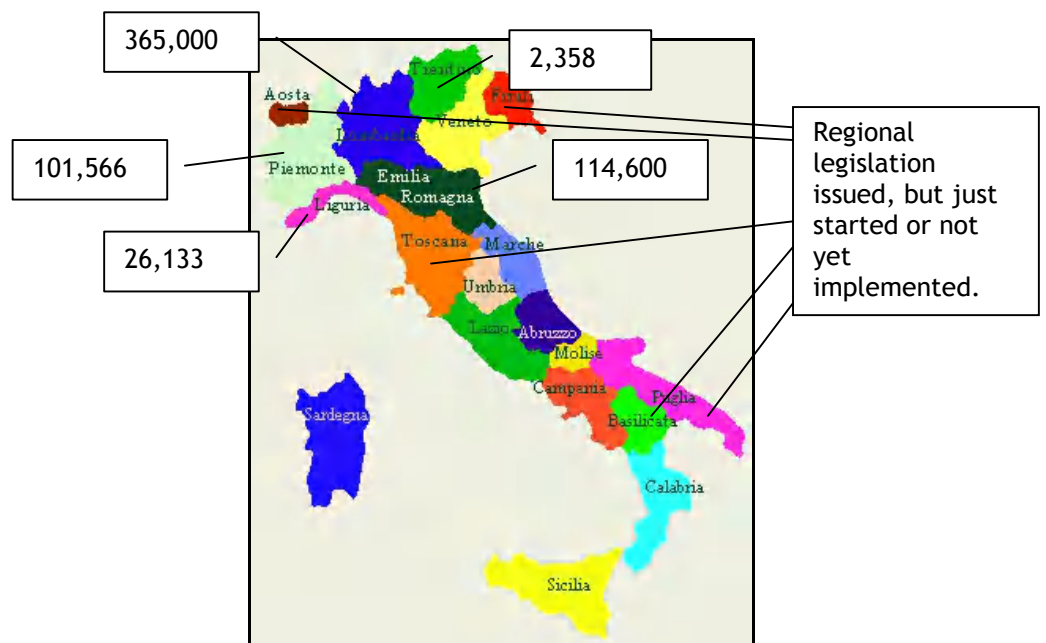 365,000
2,358
Trentino
Aosta
Friuli
Veneto
Lombardia
Regional
legislation
issued, but just
started or not
yet
implemented.
101,566
Piemonte
114,600
Emilia
Romagna
Liguria
26,133
Toscana
Marche
Umbria
Lazio
Abruzzo
Molise
Campania
Puglia
Basilicata
Sardegna
Calabria
Sicilia